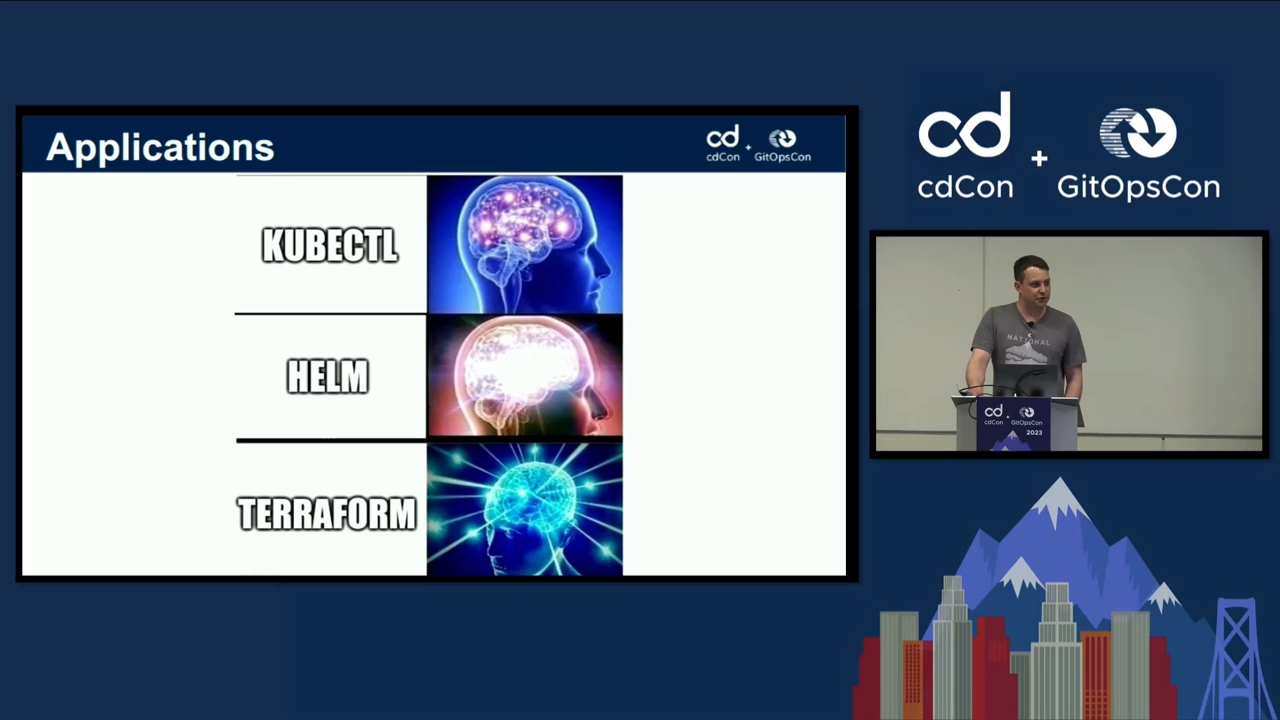 Applications
cd
cdCon
+
GitOpsCon
KUBECTL
HELM
TERRAFORM
cd
cdCon
+
GitOpsCon
NATIONAL
cd
cdCon
GitOpsCon
2023